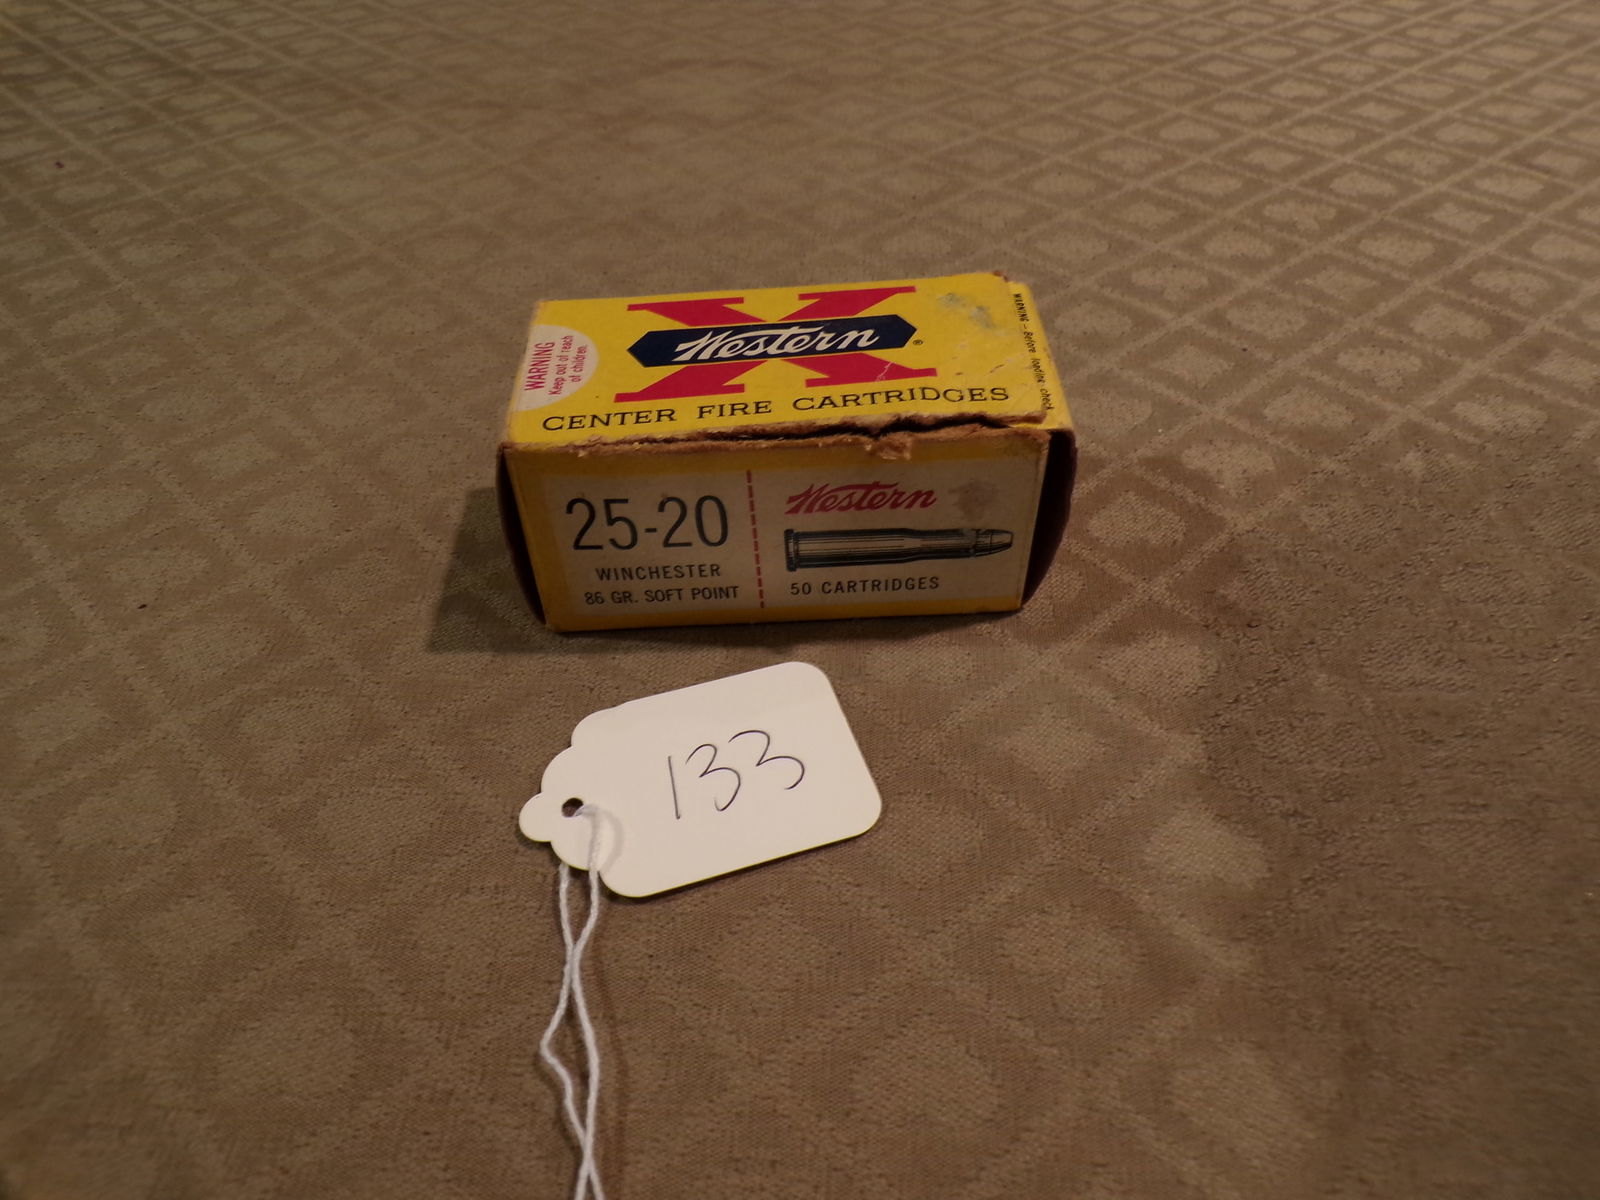 WARNING
Keep out of reach
of children.
Western®
CENTER FIRE CARTRIDGES
WARNING – Before loading check
25-20
WINCHESTER
86 GR. SOFT POINT
Western
50 CARTRIDGES
133